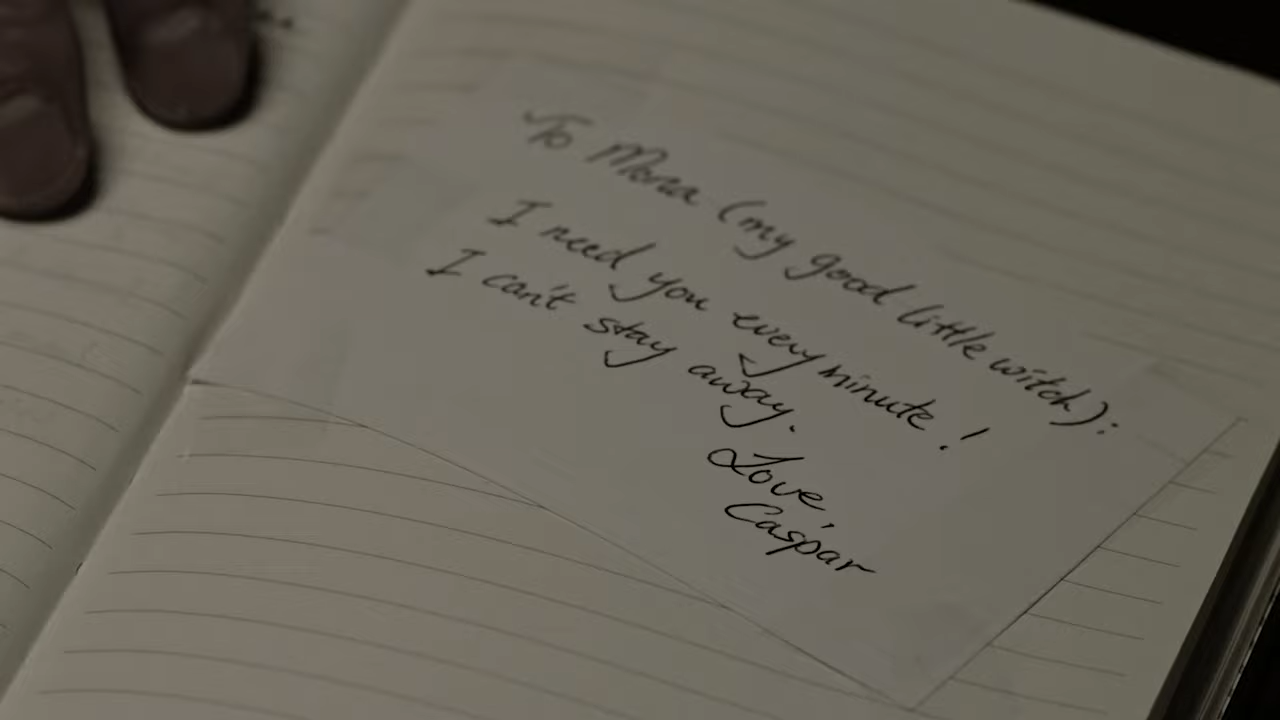 To Mona (my good little witch):
I need you every minute!
I can't stay away.
Love,
Caspar